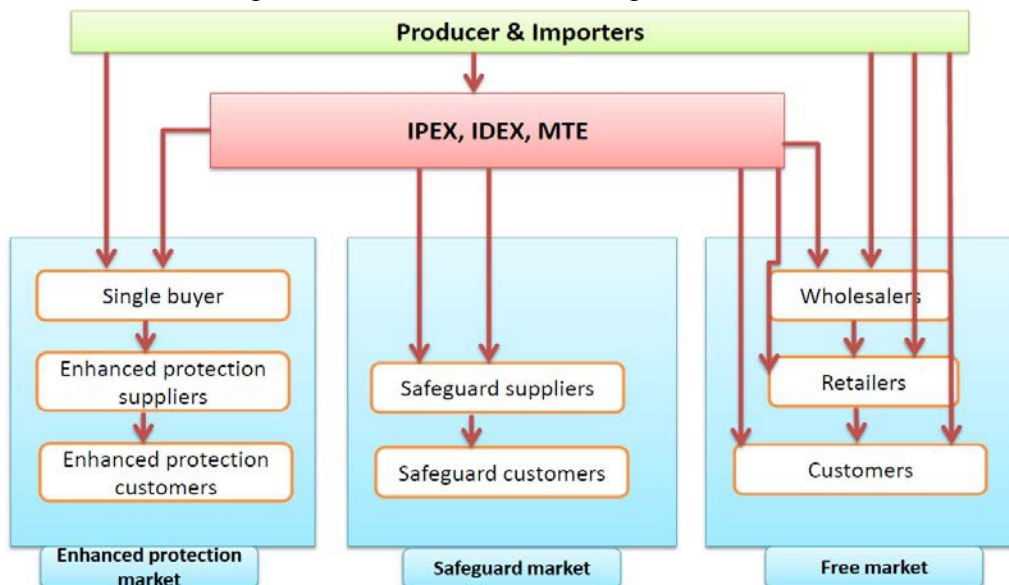 Producer & Importers
IPEX, IDEX, MTE
Single buyer
Enhanced protection
suppliers
Enhanced protection
customers
Enhanced protection
market
Safeguard suppliers
Safeguard customers
Safeguard market
Wholesalers
Retailers
Customers
Free market